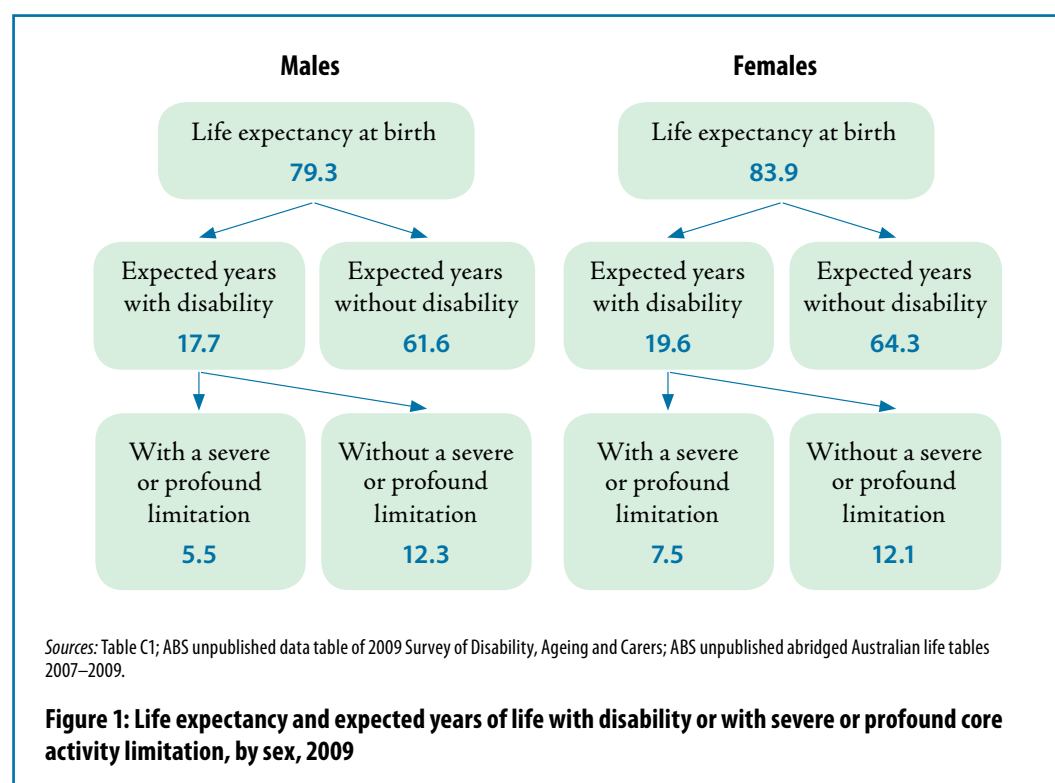 Males
Females
Life expectancy at birth
79.3
Life expectancy at birth
83.9
Expected years
with disability
17.7
Expected years
without disability
61.6
Expected years
with disability
19.6
Expected years
without disability
64.3
With a severe
or profound
limitation
5.5
Without a severe
or profound
limitation
12.3
With a severe
or profound
limitation
7.5
Without a severe
or profound
limitation
12.1
Sources: Table C1; ABS unpublished data table of 2009 Survey of Disability, Ageing and Carers; ABS unpublished abridged Australian life tables
2007–2009.
Figure 1: Life expectancy and expected years of life with disability or with severe or profound core
activity limitation, by sex, 2009